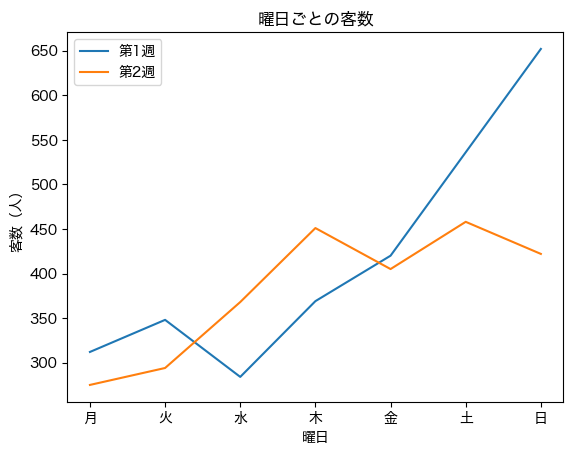 曜日ごとの客数
第1週
第2週
客数（人）
650
600
550
500
450
400
350
300
月 火 水 木 金 土 日
曜日